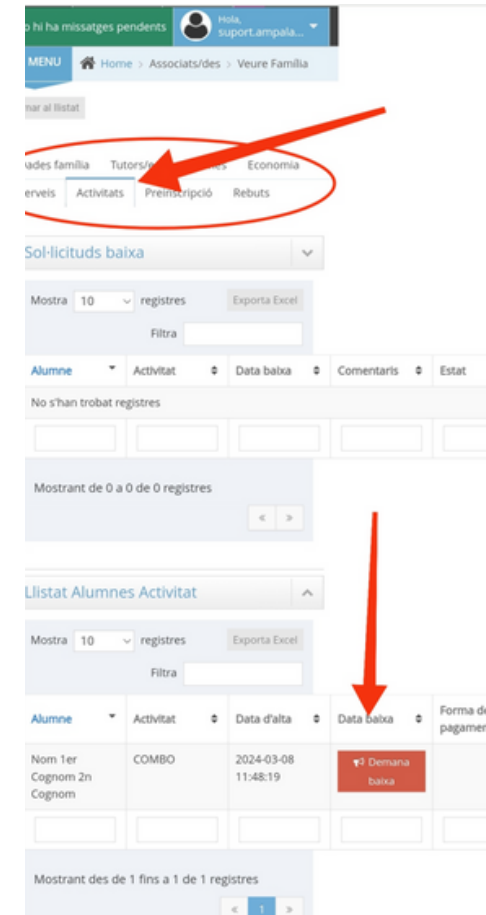 hi ha missatges pendents
Hola,
suport.ampala...
MENU Home > Associats/des > Veure Família
nar al llistat
ades família Economia
erveis Activitats Preinscripció Rebuts
Sol·licituds baixa
Mostra 10 registres Exporta Excel
Filtra
Alumne Activitat Data baixa Comentaris Estat
No s'han trobat registres
Mostrant de 0 a 0 de 0 registres
« »
Llistat Alumnes Activitat
Mostra 10 registres Exporta Excel
Filtra
Alumne Activitat Data d'alta Data baixa Forma de
pagamen
Nom 1er COMBO 2024-03-08 Demana
Cognom 2n 11:48:19 baixa
Cognom
Mostrant des de 1 fins a 1 de 1 registres
« 1 »